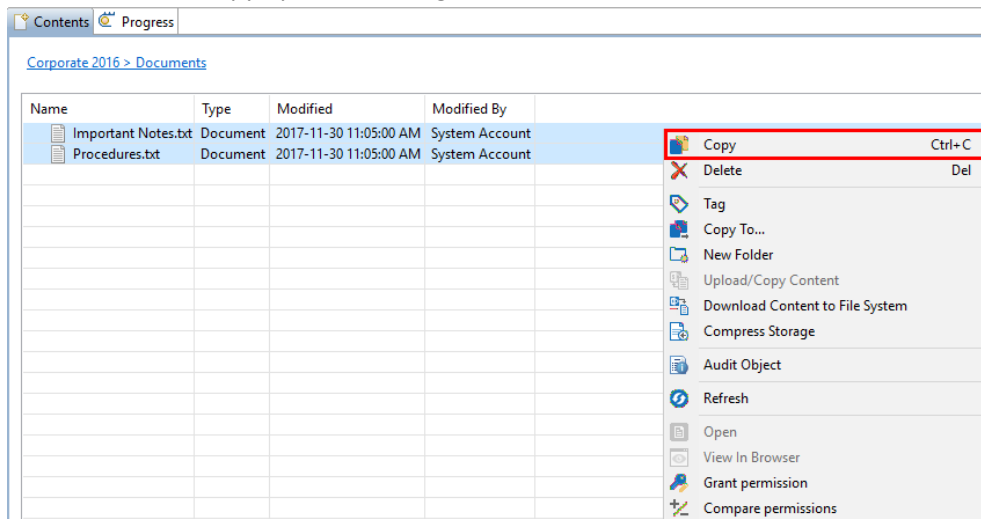 Contents Progress
Corporate 2016 > Documents
Name Type Modified Modified By
Important Notes.txt Document 2017-11-30 11:05:00 AM System Account
Procedures.txt Document 2017-11-30 11:05:00 AM System Account
Copy Ctrl+C
Delete Del
Tag
Copy To...
New Folder
Upload/Copy Content
Download Content to File System
Compress Storage
Audit Object
Refresh
Open
View In Browser
Grant permission
Compare permissions